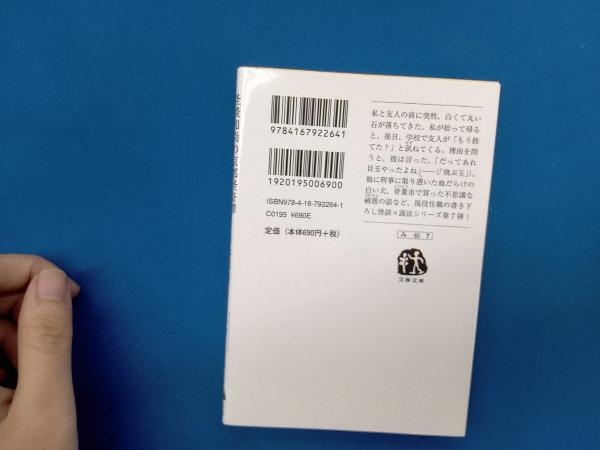 9784167922641
1920195006900
ISBN978-4-16-792264-1
C0195 ¥690E
定価（本体690円＋税）
私と友人の前に突然、白くて丸い
石が落ちてきた。私が拾って帰る
と、後日、学校で友人が「もう捨
てた？」と訊ねてくる。理由を問
うと、彼は言った。「だってあれ
目玉やったよね」——（「飛ぶ玉」）。
他に刑事に取り憑いた血だらけの
白い犬、骨董市で買った不思議な
絨毯の話など、現役住職の書き下
ろし怪談×説法シリーズ第7弾！
み 46 7
文春文庫